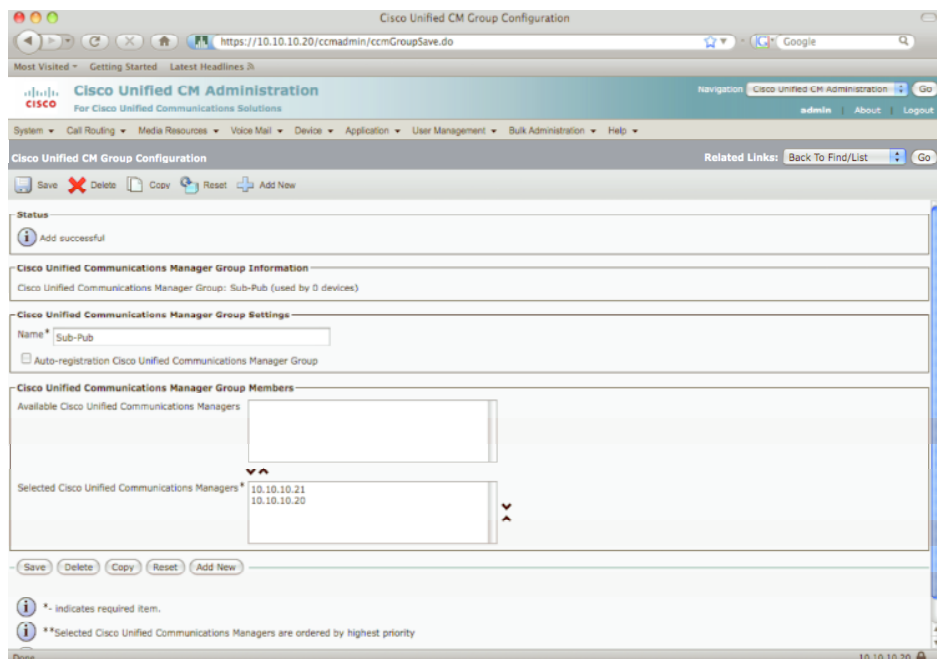 Cisco Unified CM Group Configuration
https://10.10.10.20/ccmadmin/ccmGroupSave.do
Google
Most Visited Getting Started Latest Headlines
cisco
Cisco Unified CM Administration
For Cisco Unified Communications Solutions
Navigation Cisco Unified CM Administration Go
admin | About | Logout
System Call Routing Media Resources Voice Mail Device Application User Management Bulk Administration Help
Cisco Unified CM Group Configuration
Related Links: Back To Find/List Go
Save Delete Copy Reset Add New
Status
Add successful
Cisco Unified Communications Manager Group Information
Cisco Unified Communications Manager Group: Sub-Pub (used by 0 devices)
Cisco Unified Communications Manager Group Settings
Name* Sub-Pub
Auto-registration Cisco Unified Communications Manager Group
Cisco Unified Communications Manager Group Members
Available Cisco Unified Communications Managers
Selected Cisco Unified Communications Managers* 10.10.10.21
10.10.10.20
Save Delete Copy Reset Add New
*- indicates required item.
**Selected Cisco Unified Communications Managers are ordered by highest priority
Done
10.10.10.20